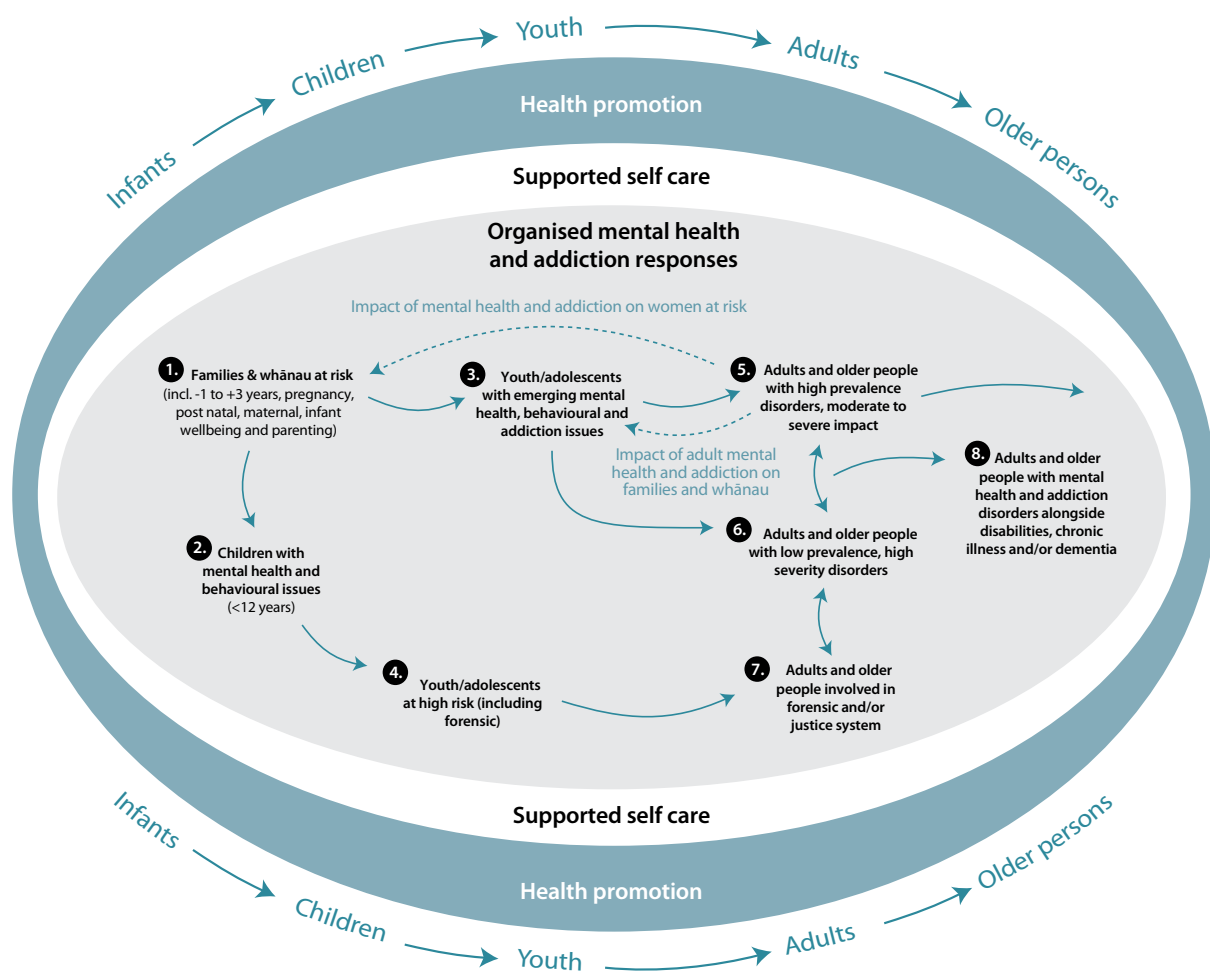 Infants
Children
Youth
Adults
Older persons
Health promotion
Supported self care
Organised mental health
and addiction responses
Impact of mental health and addiction on women at risk
1. Families & whānau at risk
(incl. -1 to +3 years, pregnancy,
post natal, maternal, infant
wellbeing and parenting)
3. Youth/adolescents
with emerging mental
health, behavioural and
addiction issues
5. Adults and older people
with high prevalence
disorders, moderate to
severe impact
Impact of adult mental
health and addiction on
families and whānau
8. Adults and older
people with mental
health and addiction
disorders alongside
disabilities, chronic
illness and/or dementia
6. Adults and older people
with low prevalence, high
severity disorders
2. Children with
mental health and
behavioural issues
(<12 years)
4. Youth/adolescents
at high risk (including
forensic)
7. Adults and older
people involved in
forensic and/or
justice system
Supported self care
Health promotion
Infants
Children
Youth
Adults
Older persons